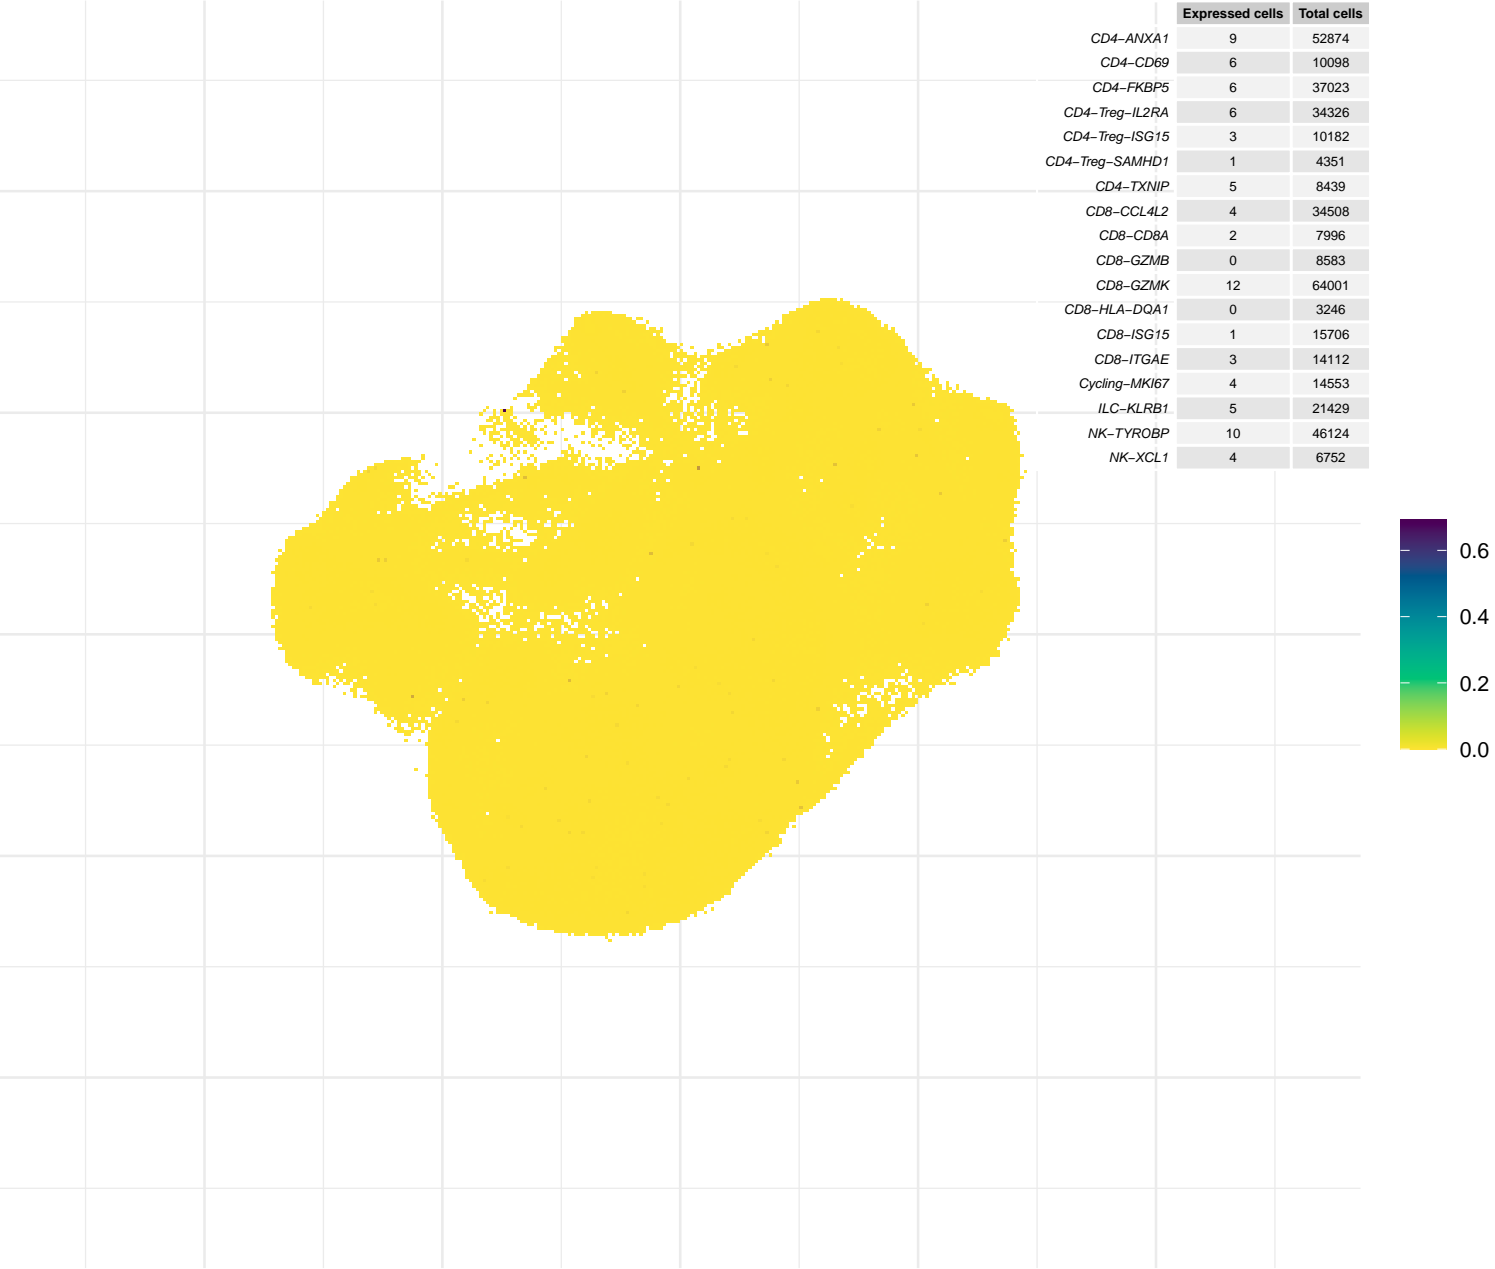 Expressed cells Total cells
CD4−ANXA1 9 52874
CD4−CD69 6 10098
CD4−FKBP5 6 37023
CD4−Treg−IL2RA 6 34326
CD4−Treg−ISG15 3 10182
CD4−Treg−SAMHD1 1 4351
CD4−TXNIP 5 8439
CD8−CCL4L2 4 34508
CD8−CD8A 2 7996
CD8−GZMB 0 8583
CD8−GZMK 12 64001
CD8−HLA−DQA1 0 3246
CD8−ISG15 1 15706
CD8−ITGAE 3 14112
Cycling−MKI67 4 14553
ILC−KLRB1 5 21429
NK−TYROBP 10 46124
NK−XCL1 4 6752
0.6
0.4
0.2
0.0